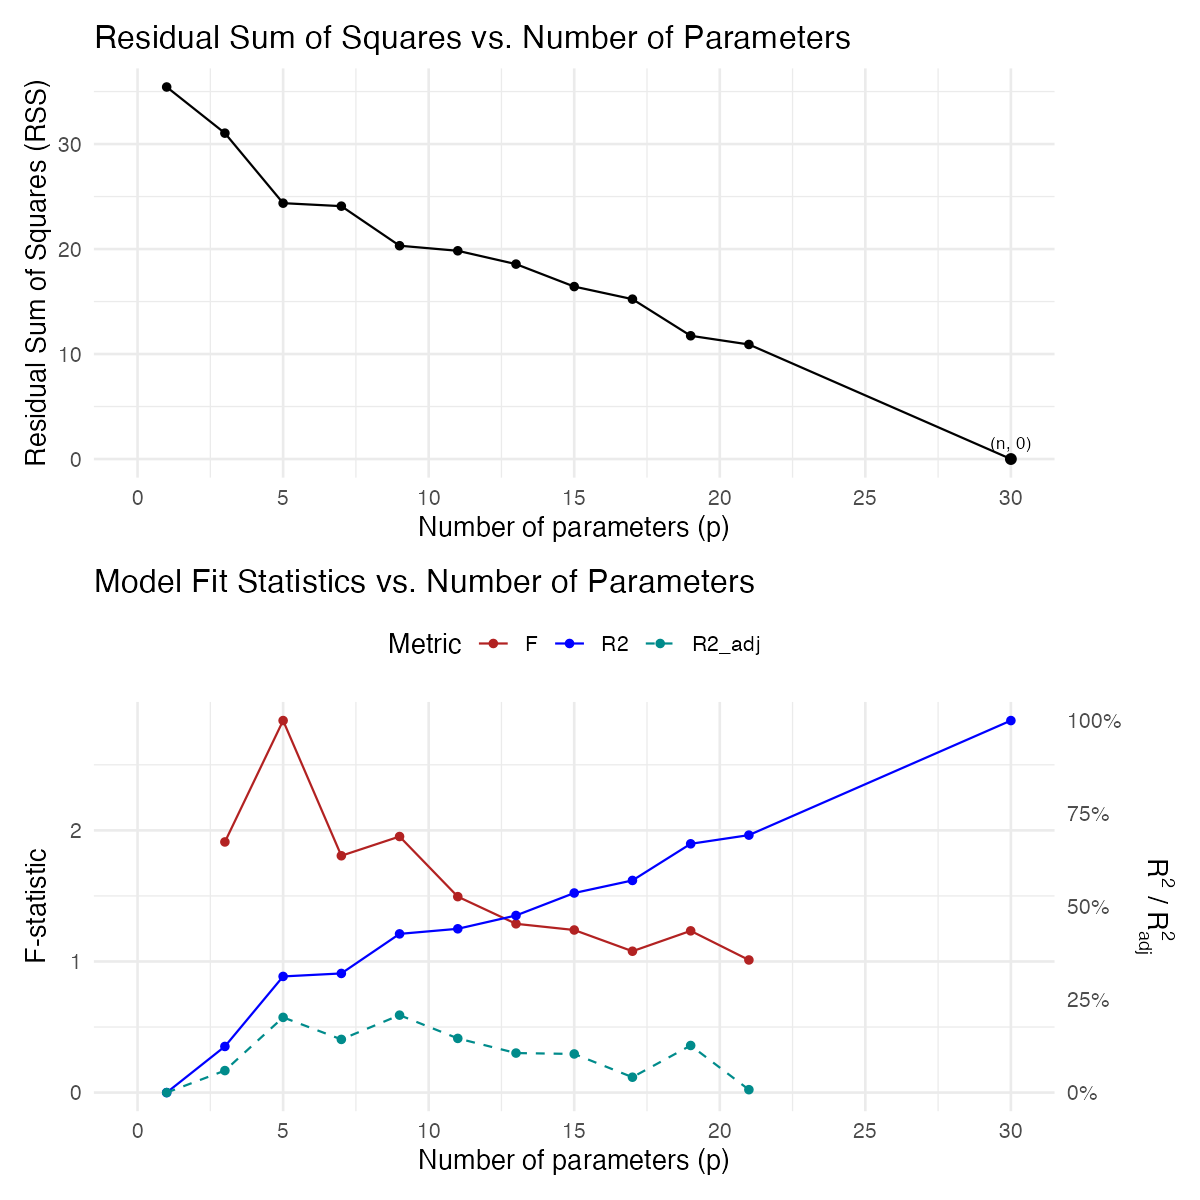 Residual Sum of Squares vs. Number of Parameters
Residual Sum of Squares (RSS)
30
20
10
0
(n, 0)
0 5 10 15 20 25 30
Number of parameters (p)
Model Fit Statistics vs. Number of Parameters
Metric F R2 R2_adj
F-statistic
2
1
0
100%
75%
50%
25%
0%
R² / R²adj
0 5 10 15 20 25 30
Number of parameters (p)